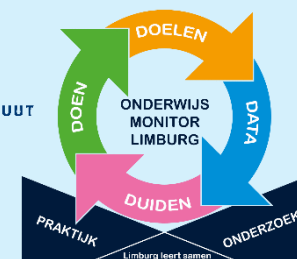 DOELEN
UUT
DOEN
ONDERWIJS
MONITOR
LIMBURG
DATA
DUIDEN
PRAKTIJK
ONDERZOEK
Limburg leert samen